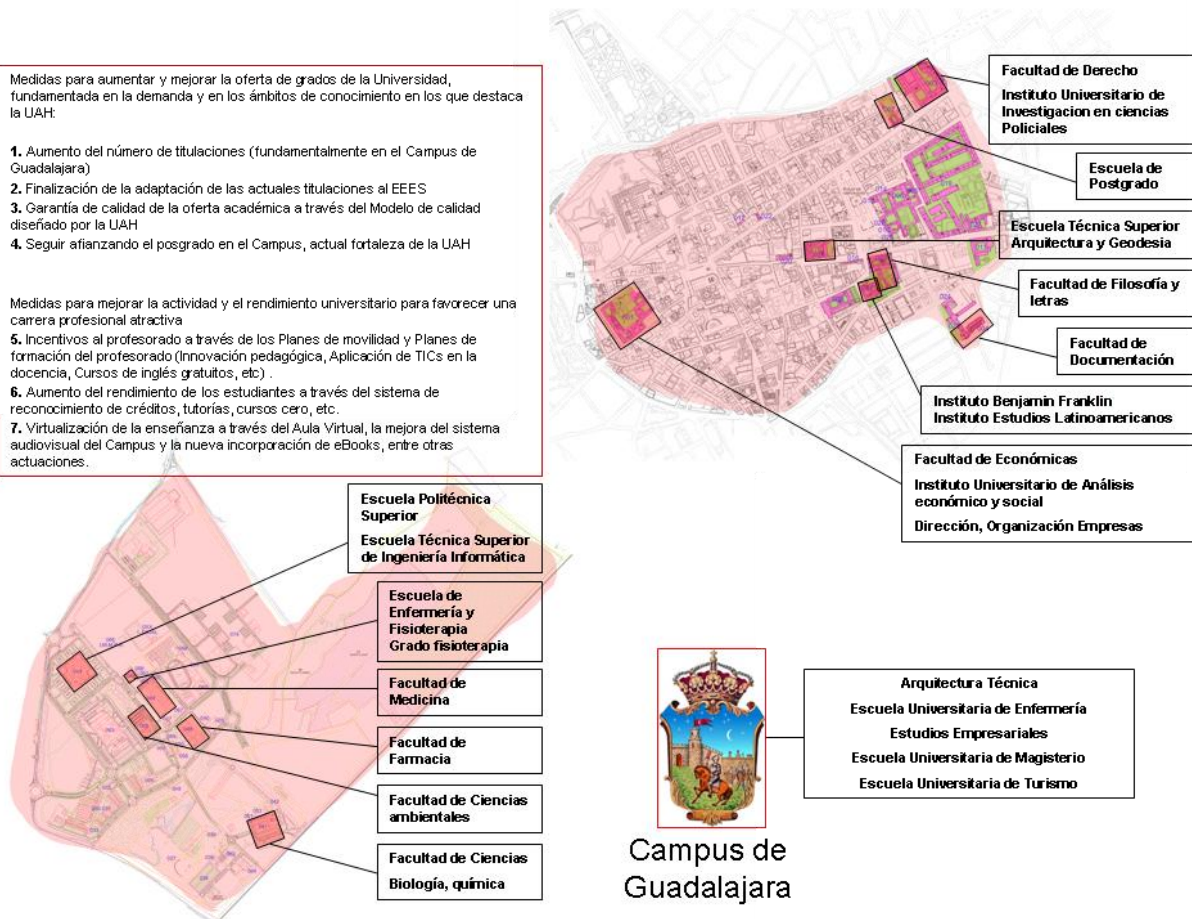 Medidas para aumentar y mejorar la oferta de grados de la Universidad,
fundamentada en la demanda y en los ámbitos de conocimiento en los que destaca
la UAH:
1. Aumento del número de titulaciones (fundamentalmente en el Campus de
Guadalajara)
2. Finalización de la adaptación de las actuales titulaciones al EEES
3. Garantía de calidad de la oferta académica a través del Modelo de calidad
diseñado por la UAH
4. Seguir afianzando el posgrado en el Campus, actual fortaleza de la UAH
Medidas para mejorar la actividad y el rendimiento universitario para favorecer una
carrera profesional atractiva
5. Incentivos al profesorado a través de los Planes de movilidad y Planes de
formación del profesorado (Innovación pedagógica, Aplicación de TICs en la
docencia, Cursos de inglés gratuitos, etc) .
6. Aumento del rendimiento de los estudiantes a través del sistema de
reconocimiento de créditos, tutorías, cursos cero, etc.
7. Virtualización de la enseñanza a través del Aula Virtual, la mejora del sistema
audiovisual del Campus y la nueva incorporación de eBooks, entre otras
actuaciones.
Facultad de Derecho
Instituto Universitario de
Investigacion en ciencias
Policiales
Escuela de
Postgrado
Escuela Técnica Superior
Arquitectura y Geodesia
Facultad de Filosofía y
letras
Facultad de
Documentación
Instituto Benjamin Franklin
Instituto Estudios Latinoamericanos
Facultad de Económicas
Instituto Universitario de Análisis
económico y social
Dirección, Organización Empresas
Escuela Politécnica
Superior
Escuela Técnica Superior
de Ingeniería Informática
Escuela de
Enfermería y
Fisioterapia
Grado fisioterapia
Facultad de
Medicina
Facultad de
Farmacia
Facultad de Ciencias
ambientales
Facultad de Ciencias
Biología, química
Arquitectura Técnica
Escuela Universitaria de Enfermería
Estudios Empresariales
Escuela Universitaria de Magisterio
Escuela Universitaria de Turismo
Campus de
Guadalajara